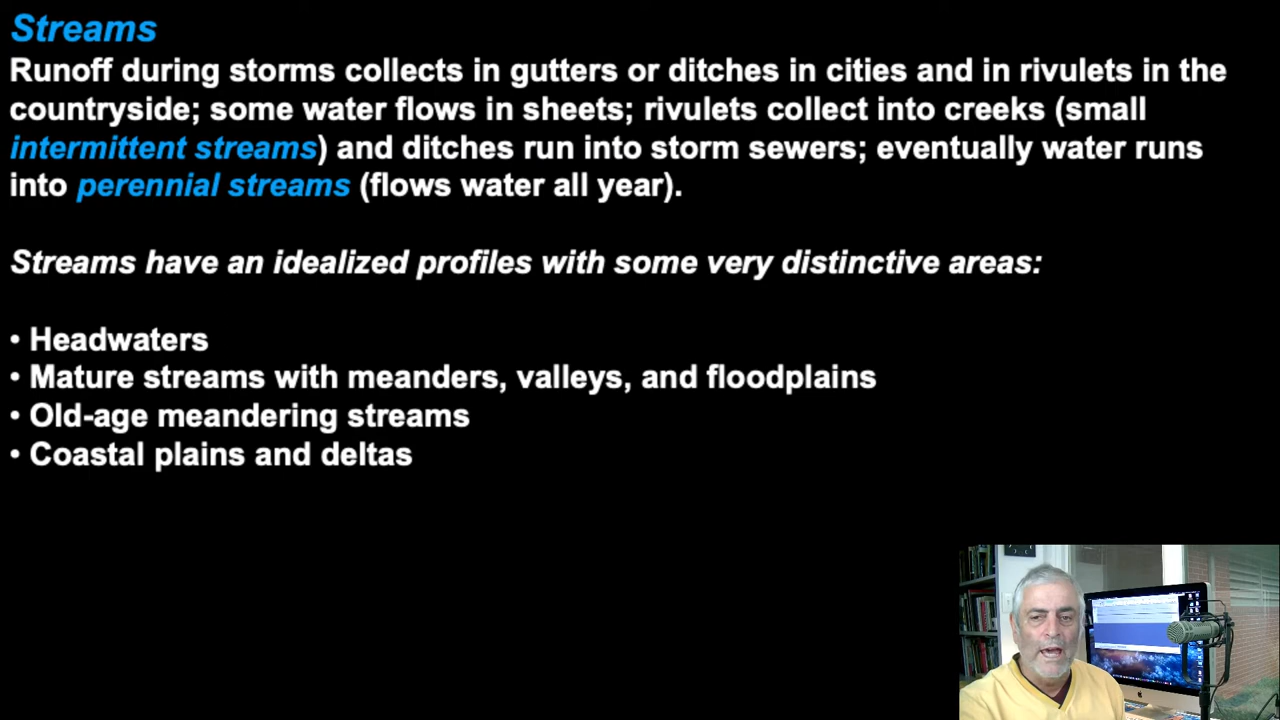 Streams
Runoff during storms collects in gutters or ditches in cities and in rivulets in the
countryside; some water flows in sheets; rivulets collect into creeks (small
intermittent streams) and ditches run into storm sewers; eventually water runs
into perennial streams (flows water all year).
Streams have an idealized profiles with some very distinctive areas:
• Headwaters
• Mature streams with meanders, valleys, and floodplains
• Old-age meandering streams
• Coastal plains and deltas